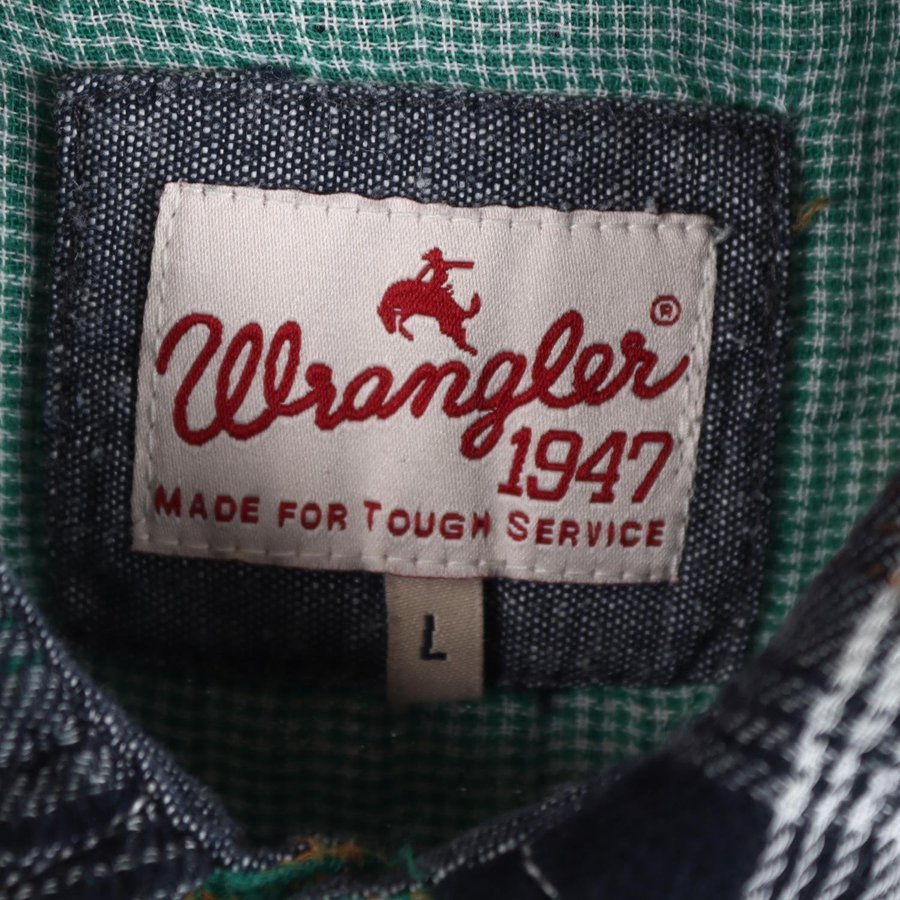 Wrangler®
1947
MADE FOR TOUGH SERVICE
L